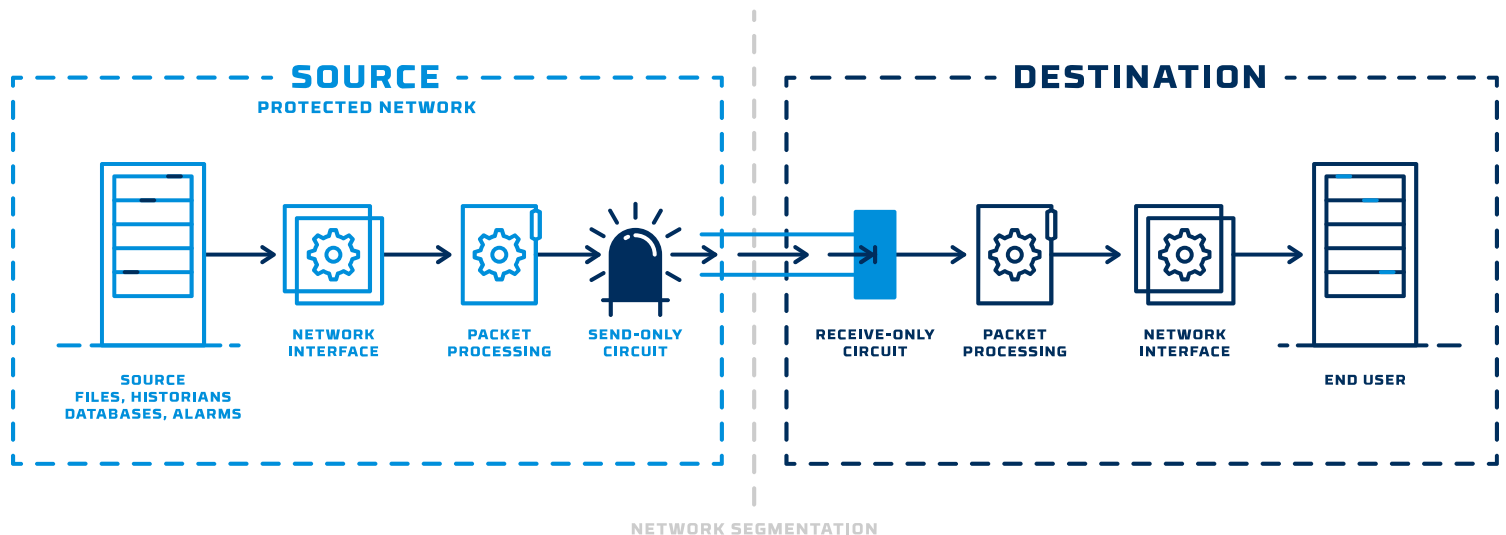 SOURCE
PROTECTED NETWORK
DESTINATION
NETWORK
INTERFACE
PACKET
PROCESSING
SEND-ONLY
CIRCUIT
RECEIVE-ONLY
CIRCUIT
PACKET
PROCESSING
NETWORK
INTERFACE
SOURCE
FILES, HISTORIANS
DATABASES, ALARMS
END USER
NETWORK SEGMENTATION